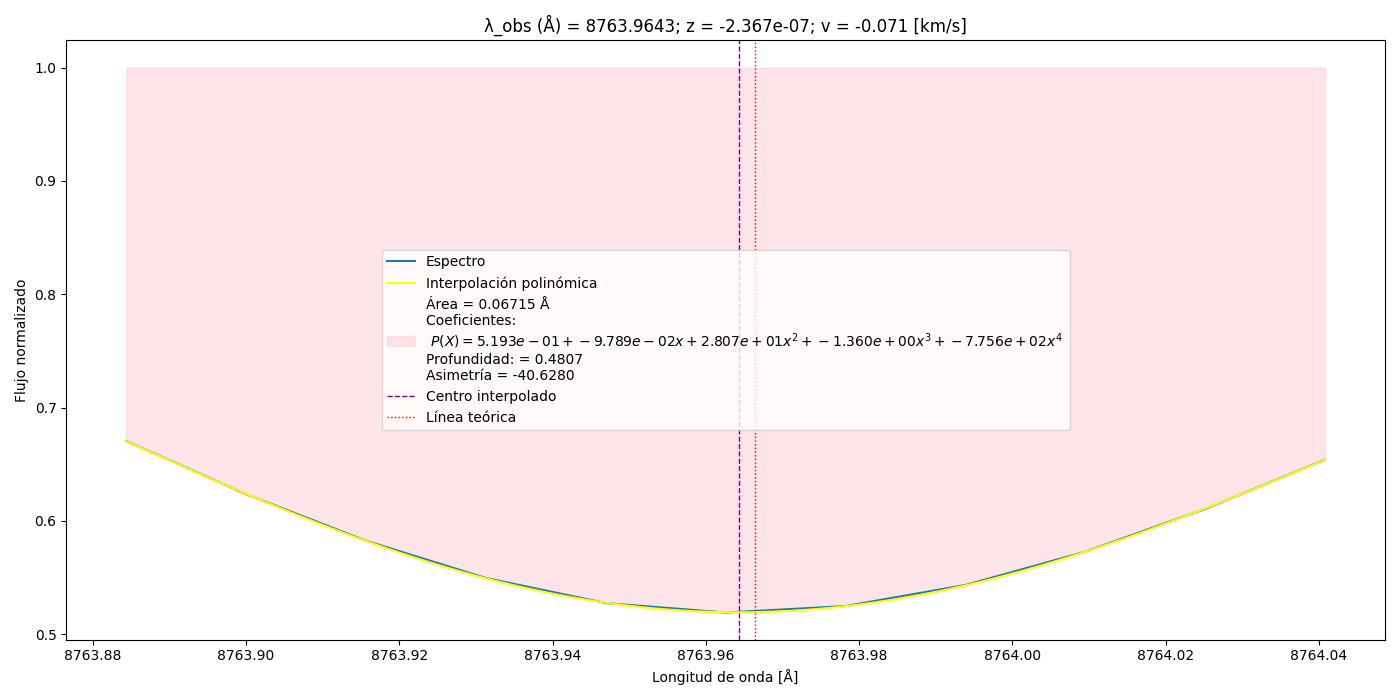 λ_obs (Å) = 8763.9643; z = -2.367e-07; v = -0.071 [km/s]
1.0
0.9
0.8
0.7
0.6
0.5
Flujo normalizado
Espectro
Interpolación polinómica
Área = 0.06715 Å
Coeficientes:
P(X) = 5.193e − 01 + −9.789e − 02x + 2.807e + 01x² + −1.360e + 00x³ + −7.756e + 02x⁴
Profundidad: = 0.4807
Asimetría = -40.6280
Centro interpolado
Línea teórica
8763.88 8763.90 8763.92 8763.94 8763.96 8763.98 8764.00 8764.02 8764.04
Longitud de onda [Å]